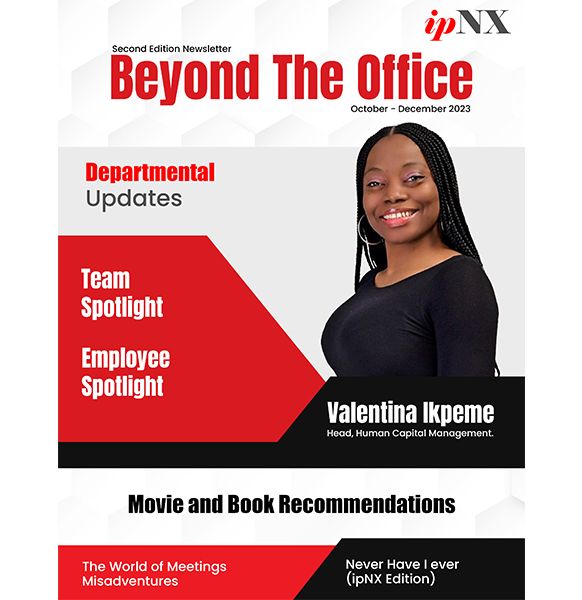 ipNX
Second Edition Newsletter
Beyond The Office
October - December 2023
Departmental
Updates
Team
Spotlight
Employee
Spotlight
Valentina Ikpeme
Head, Human Capital Management.
Movie and Book Recommendations
The World of Meetings
Misadventures
Never Have I ever
(ipNX Edition)